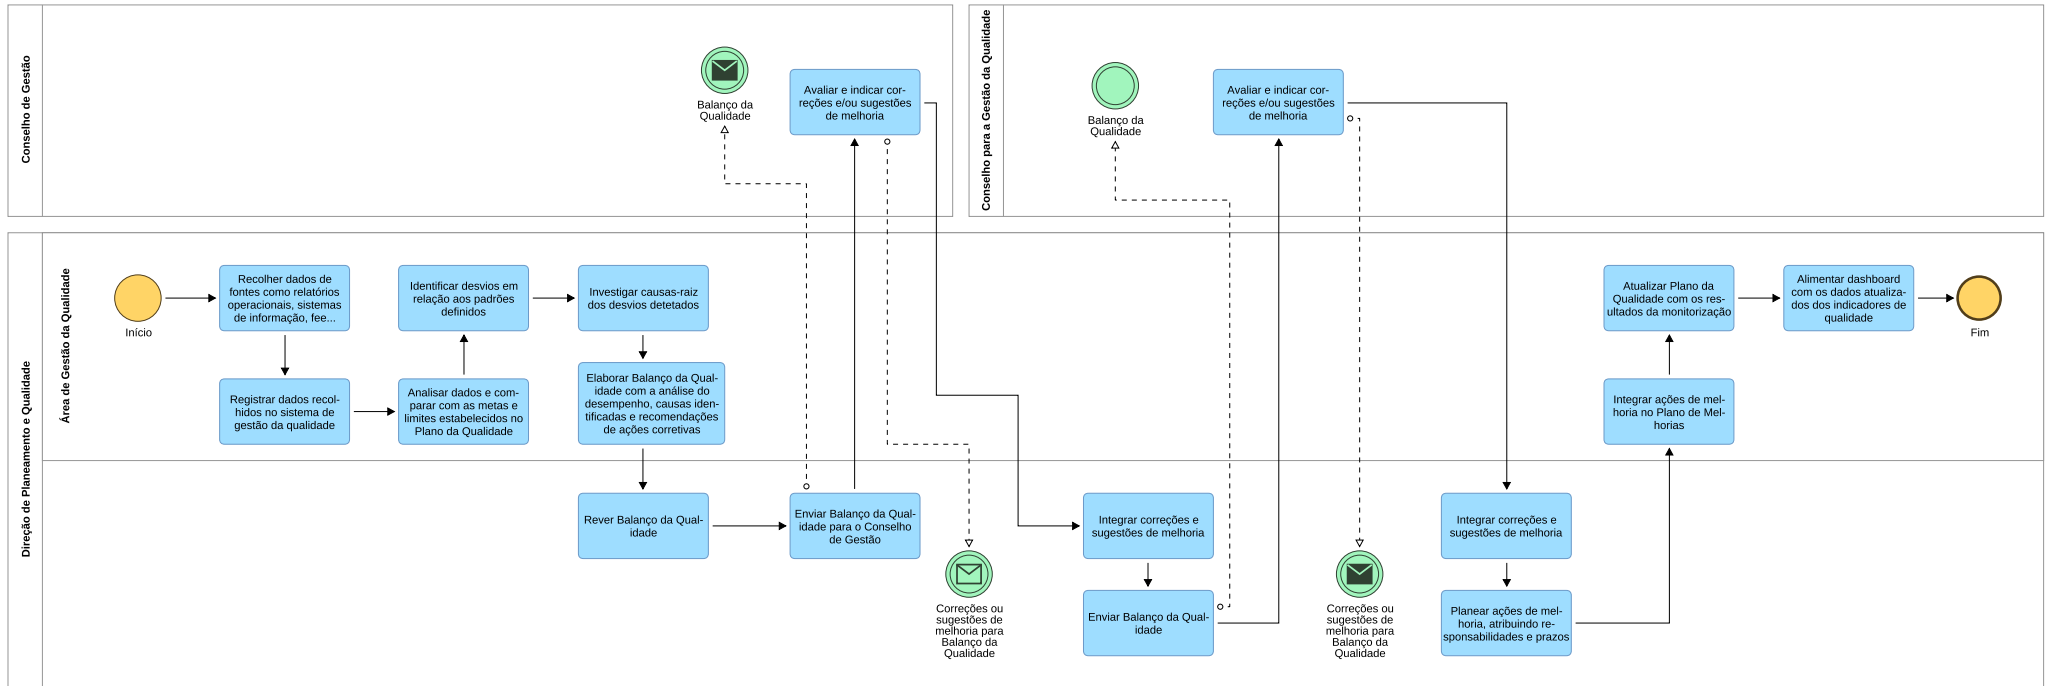 Conselho de Gestão
Balanço da
Qualidade
Avaliar e indicar cor-
reções e/ou sugestões
de melhoria
Conselho para a Gestão da Qualidade
Balanço da
Qualidade
Avaliar e indicar cor-
reções e/ou sugestões
de melhoria
Direção de Planeamento e Qualidade
Área de Gestão da Qualidade
Início
Recolher dados de
fontes como relatórios
operacionais, sistemas
de informação, fee...
Registrar dados recol-
hidos no sistema de
gestão da qualidade
Analisar dados e com-
parar com as metas e
limites estabelecidos no
Plano da Qualidade
Identificar desvios em
relação aos padrões
definidos
Investigar causas-raiz
dos desvios detetados
Elaborar Balanço da Qual-
idade com a análise do
desempenho, causas iden-
tificadas e recomendações
de ações corretivas
Rever Balanço da Qual-
idade
Enviar Balanço da Qual-
idade para o Conselho
de Gestão
Correções ou
sugestões de
melhoria para
Balanço da
Qualidade
Integrar correções e
sugestões de melhoria
Enviar Balanço da Qual-
idade
Correções ou
sugestões de
melhoria para
Balanço da
Qualidade
Integrar correções e
sugestões de melhoria
Planear ações de mel-
horia, atribuindo re-
sponsabilidades e prazos
Integrar ações de mel-
horia no Plano de Mel-
horias
Atualizar Plano da
Qualidade com os res-
ultados da monitorização
Alimentar dashboard
com os dados atualiza-
dos dos indicadores de
qualidade
Fim